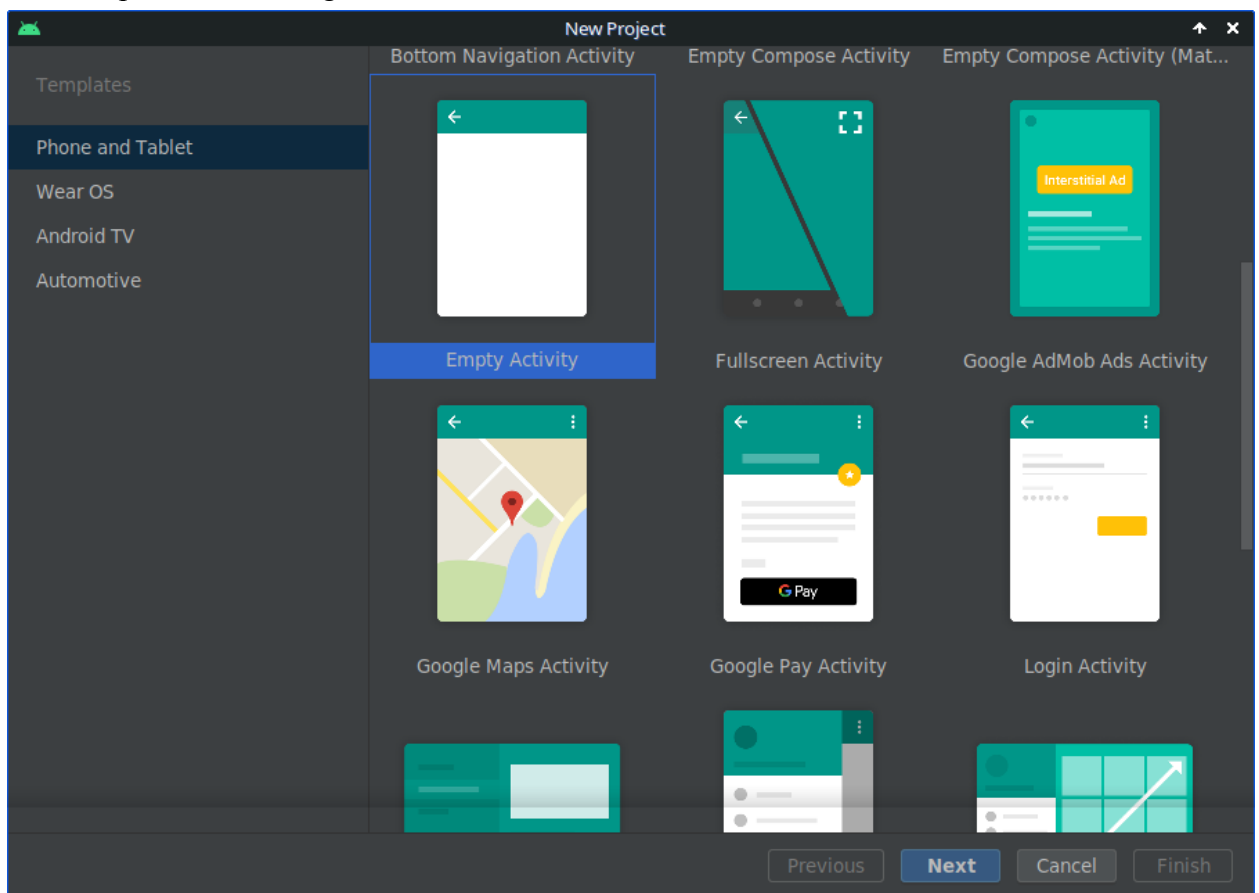 New Project
Templates
Phone and Tablet
Wear OS
Android TV
Automotive
Bottom Navigation Activity
Empty Compose Activity
Empty Compose Activity (Mat...
Interstitial Ad
Empty Activity
Fullscreen Activity
Google AdMob Ads Activity
G Pay
Google Maps Activity
Google Pay Activity
Login Activity
Previous
Next
Cancel
Finish